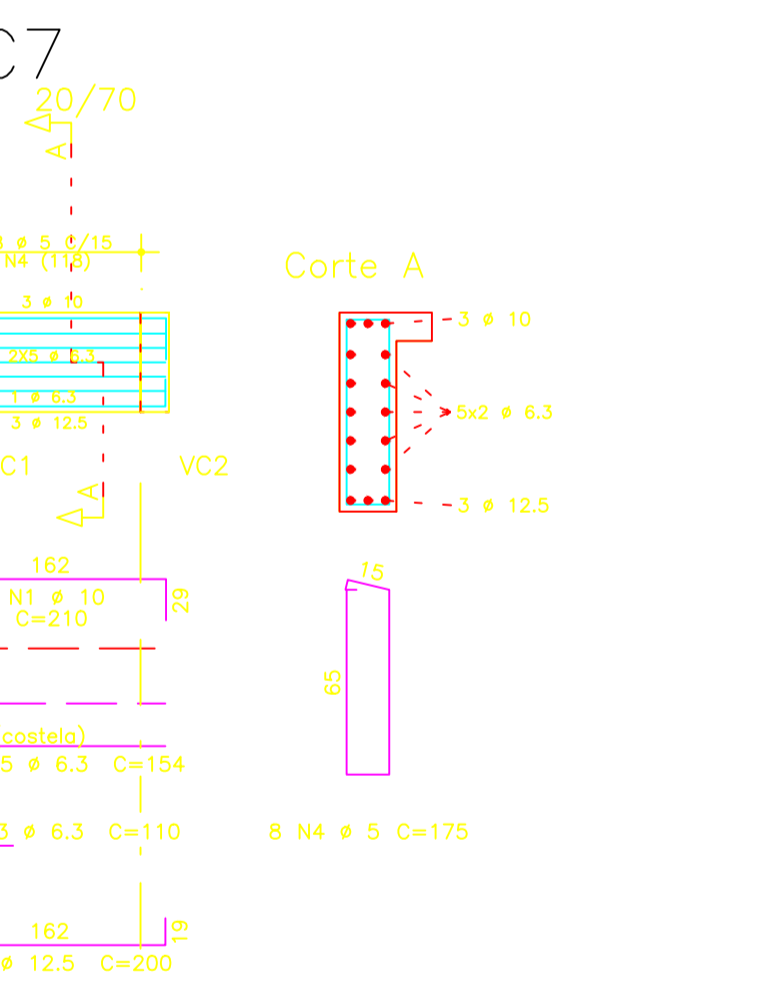 C7
20/70
A
8 ø 5 C/15
N4 (118)
Corte A
3 ø 10
3 ø 10
2X5 ø 6.3
1 ø 6.3
3 ø 12.5
5x2 ø 6.3
3 ø 12.5
C1
VC2
A
162
29
N1 ø 10
C=210
15
65
costela)
5 ø 6.3 C=154
3 ø 6.3 C=110
8 N4 ø 5 C=175
162
19
ø 12.5 C=200